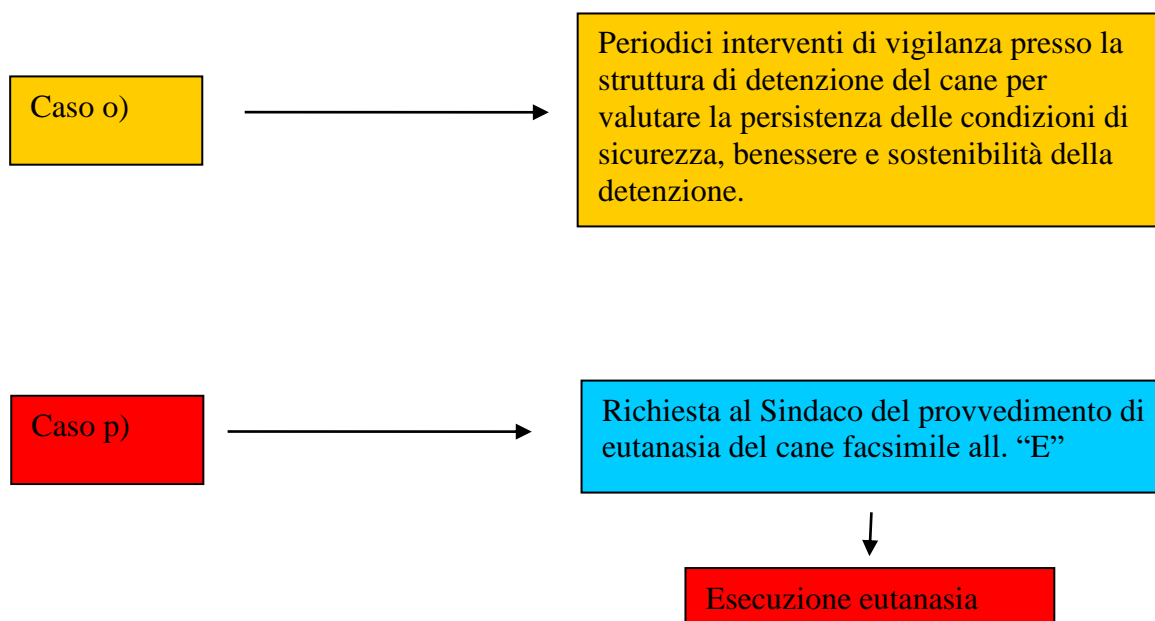 Caso o)
Periodici interventi di vigilanza presso la
struttura di detenzione del cane per
valutare la persistenza delle condizioni di
sicurezza, benessere e sostenibilità della
detenzione.
Caso p)
Richiesta al Sindaco del provvedimento di
eutanasia del cane facsimile all. “E”
Esecuzione eutanasia